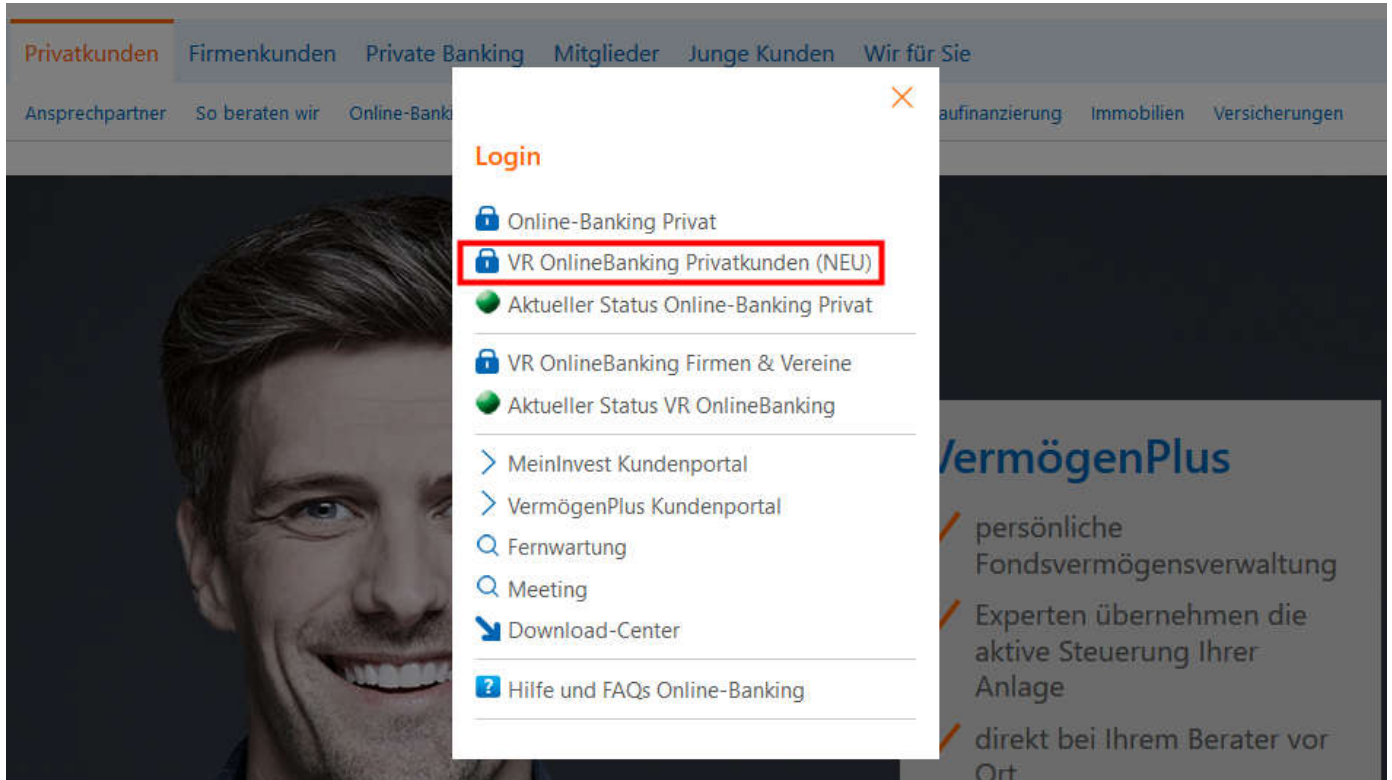 Privatkunden Firmenkunden Private Banking Mitglieder Junge Kunden Wir für Sie
Ansprechpartner So beraten wir Immobilien Versicherungen
Login
Online-Banking Privat
VR OnlineBanking Privatkunden (NEU)
Aktueller Status Online-Banking Privat
VR OnlineBanking Firmen & Vereine
Aktueller Status VR OnlineBanking
MeinInvest Kundenportal
VermögenPlus Kundenportal
Fernwartung
Meeting
Download-Center
Hilfe und FAQs Online-Banking
VermögenPlus
persönliche
Fondsvermögensverwaltung
Experten übernehmen die
aktive Steuerung Ihrer
Anlage
direkt bei Ihrem Berater vor
Ort